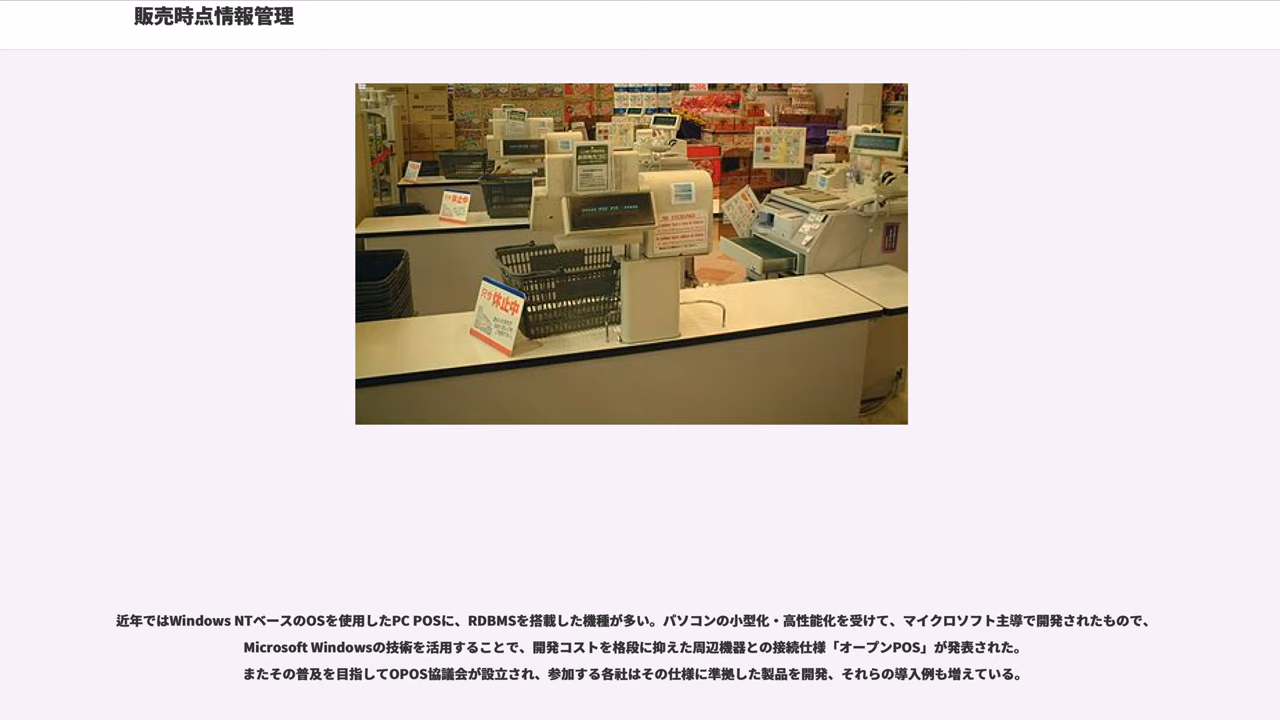 販売時点情報管理
只今
休止中
休止中
近年ではWindows NTベースのOSを使用したPC POSに、RDBMSを搭載した機種が多い。パソコンの小型化・高性能化を受けて、マイクロソフト主導で開発されたもので、
Microsoft Windowsの技術を活用することで、開発コストを格段に抑えた周辺機器との接続仕様「オープンPOS」が発表された。
またその普及を目指してOPOS協議会が設立され、参加する各社はその仕様に準拠した製品を開発、それらの導入例も増えている。